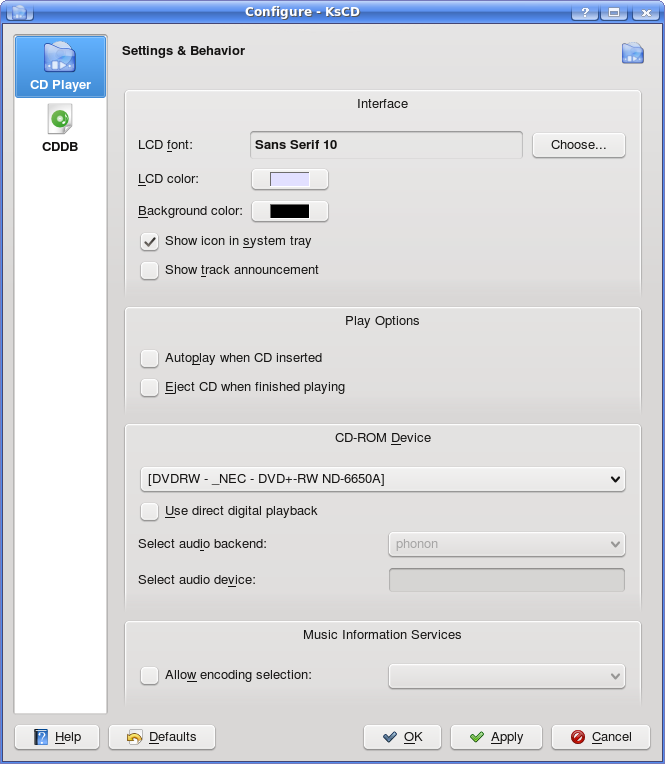 Configure - KsCD
?
CD Player
CDDB
Settings & Behavior
Interface
LCD font:
Sans Serif 10
Choose...
LCD color:
Background color:
Show icon in system tray
Show track announcement
Play Options
Autoplay when CD inserted
Eject CD when finished playing
CD-ROM Device
[DVDRW - _NEC - DVD+-RW ND-6650A]
Use direct digital playback
Select audio backend:
phonon
Select audio device:
Music Information Services
Allow encoding selection:
Help
Defaults
OK
Apply
Cancel